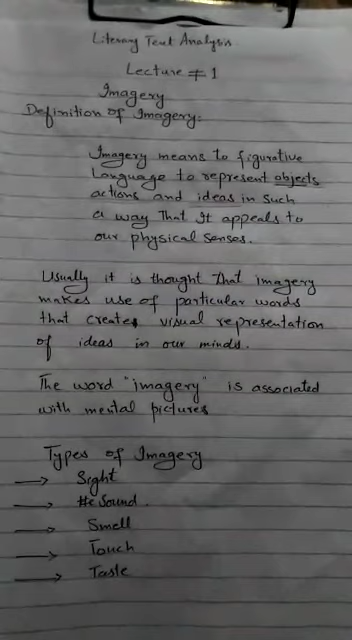 Literary Text Analysis.
Lecture # 1
Imagery
Definition of Imagery:
Imagery means to figurative
Language to represent objects
actions and ideas in such
a way That It appeals to
our physical senses.
Usually it is thought that imagery
makes use of particular words
that creates visual representation
of ideas in our minds.
The word "imagery" is associated
with mental pictures
Types of Imagery
→ Sight
→ Sound.
→ Smell
→ Touch
→ Taste